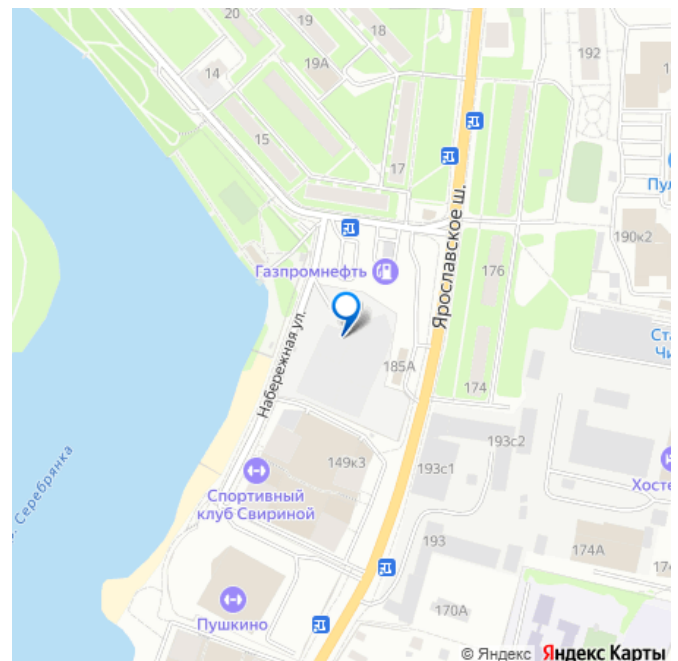 20
19
18
192
19А
14
15
17
Пул
190к2
Газпромнефть
176
Ярославское ш.
Набережная ул.
Ста
Чи
185А
174
193с2
149к3
193с1
Хосте
Спортивный
клуб Свириной
р. Серебрянка
193
174А
174
170А
Пушкино
© Яндекс Яндекс Карты